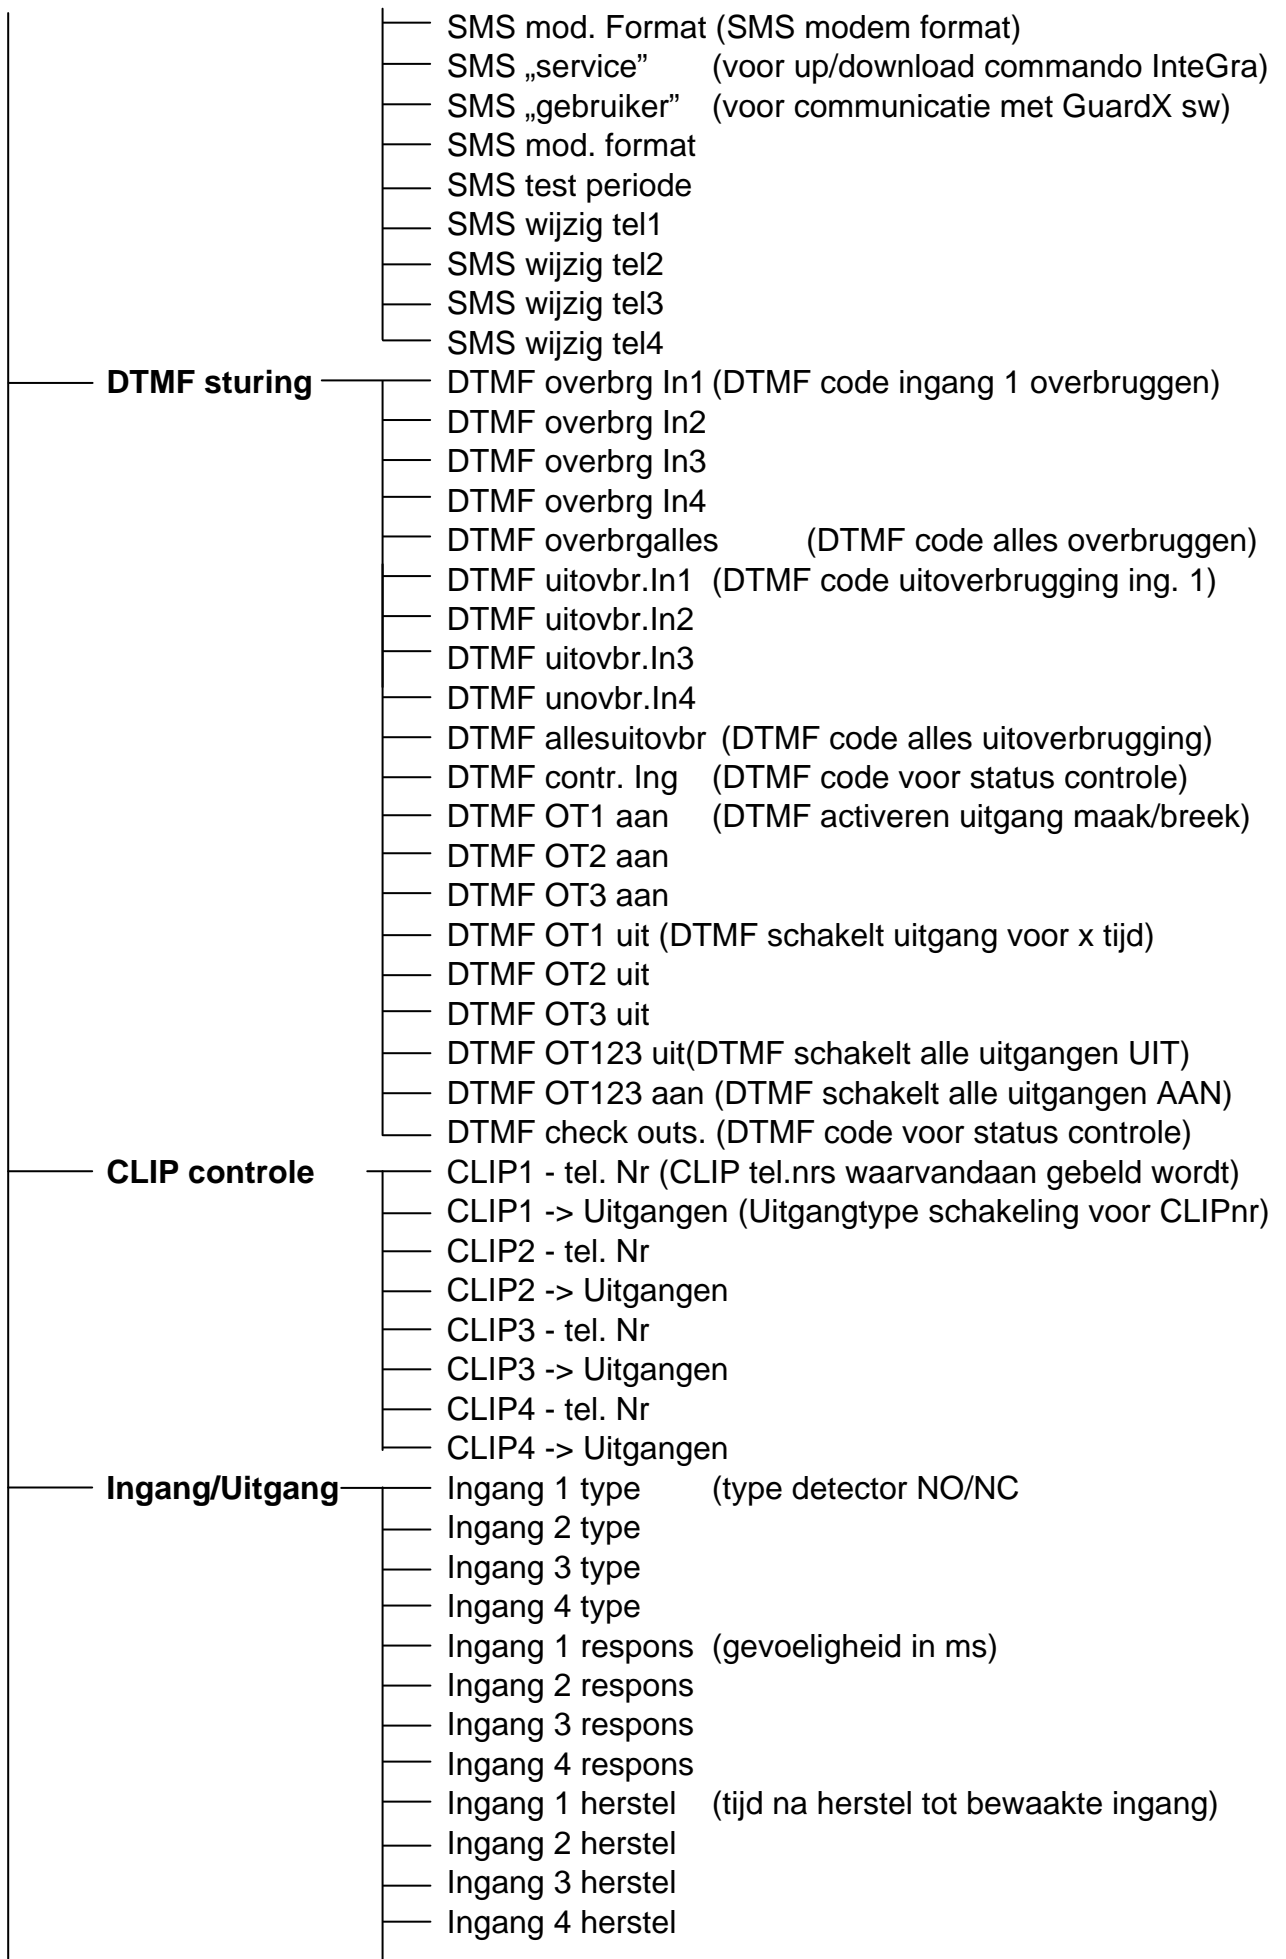 SMS mod. Format (SMS modem format)
SMS „service” (voor up/download commando InteGra)
SMS „gebruiker” (voor communicatie met GuardX sw)
SMS mod. format
SMS test periode
SMS wijzig tel1
SMS wijzig tel2
SMS wijzig tel3
SMS wijzig tel4
DTMF sturing DTMF overbrg In1 (DTMF code ingang 1 overbruggen)
DTMF overbrg In2
DTMF overbrg In3
DTMF overbrg In4
DTMF overbrgalles (DTMF code alles overbruggen)
DTMF uitovbr.In1 (DTMF code uitoverbrugging ing. 1)
DTMF uitovbr.In2
DTMF uitovbr.In3
DTMF unovbr.In4
DTMF allesuitovbr (DTMF code alles uitoverbrugging)
DTMF contr. Ing (DTMF code voor status controle)
DTMF OT1 aan (DTMF activeren uitgang maak/breek)
DTMF OT2 aan
DTMF OT3 aan
DTMF OT1 uit (DTMF schakelt uitgang voor x tijd)
DTMF OT2 uit
DTMF OT3 uit
DTMF OT123 uit(DTMF schakelt alle uitgangen UIT)
DTMF OT123 aan (DTMF schakelt alle uitgangen AAN)
DTMF check outs. (DTMF code voor status controle)
CLIP controle CLIP1 - tel. Nr (CLIP tel.nrs waarvandaan gebeld wordt)
CLIP1 -> Uitgangen (Uitgangtype schakeling voor CLIPnr)
CLIP2 - tel. Nr
CLIP2 -> Uitgangen
CLIP3 - tel. Nr
CLIP3 -> Uitgangen
CLIP4 - tel. Nr
CLIP4 -> Uitgangen
Ingang/Uitgang Ingang 1 type (type detector NO/NC
Ingang 2 type
Ingang 3 type
Ingang 4 type
Ingang 1 respons (gevoeligheid in ms)
Ingang 2 respons
Ingang 3 respons
Ingang 4 respons
Ingang 1 herstel (tijd na herstel tot bewaakte ingang)
Ingang 2 herstel
Ingang 3 herstel
Ingang 4 herstel